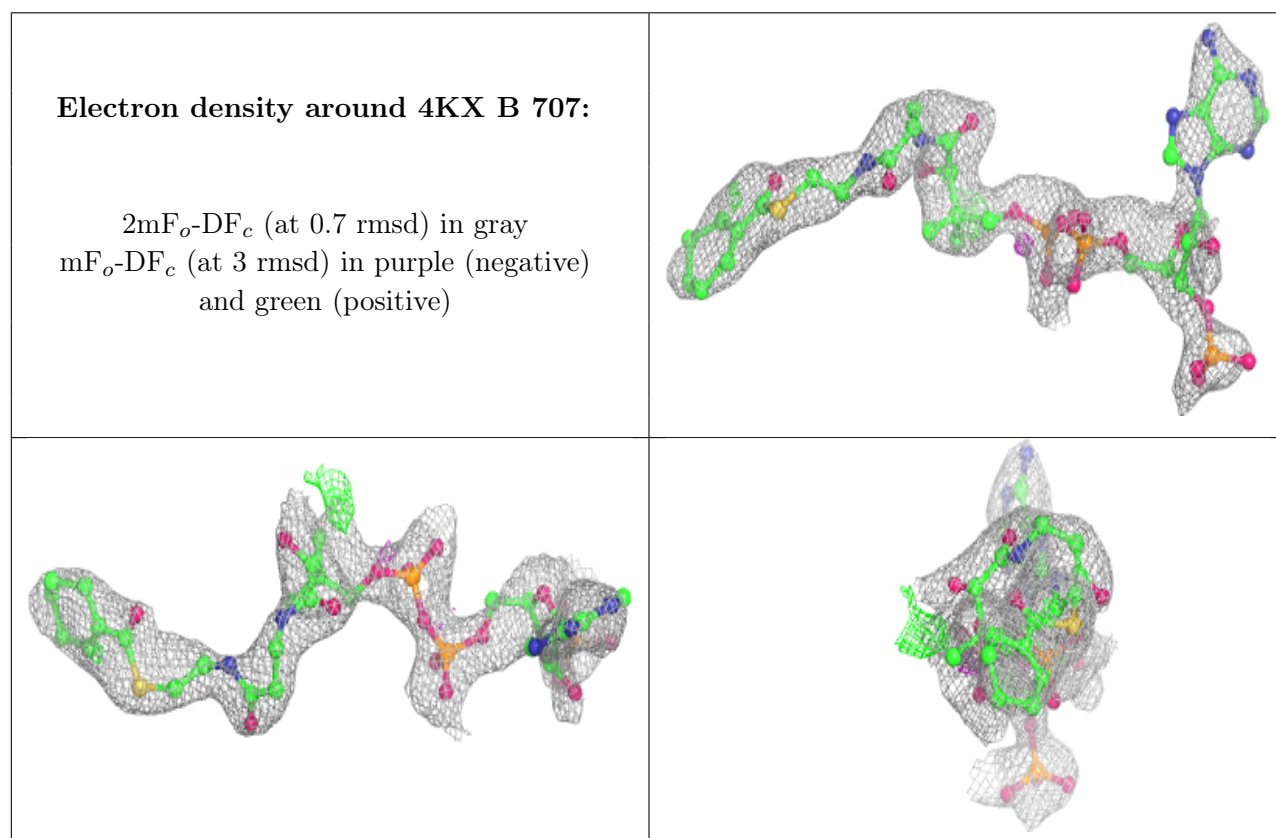 Electron density around 4KX B 707:
2mFo-DFc (at 0.7 rmsd) in gray
mFo-DFc (at 3 rmsd) in purple (negative)
and green (positive)